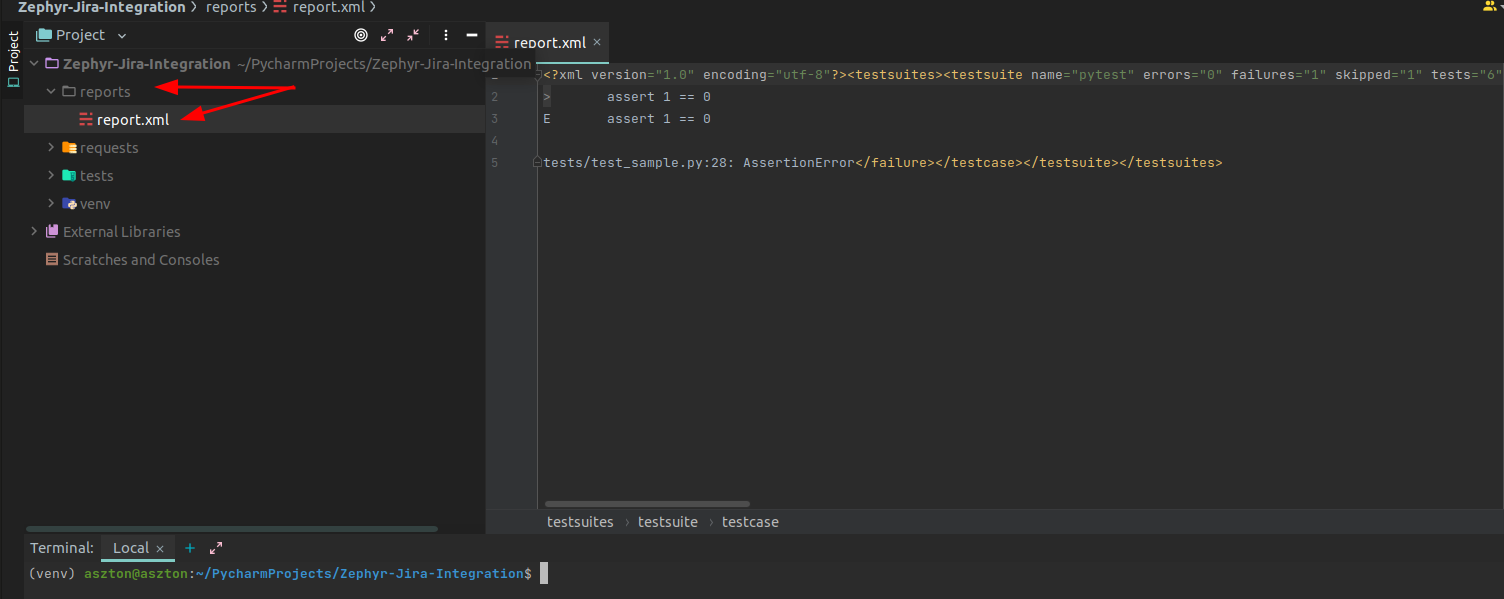 Zephyr-Jira-Integration > reports > report.xml >
Project
Project
report.xml ×
Zephyr-Jira-Integration ~/PycharmProjects/Zephyr-Jira-Integration
reports
report.xml
requests
tests
venv
External Libraries
Scratches and Consoles
<?xml version="1.0" encoding="utf-8"?><testsuites><testsuite name="pytest" errors="0" failures="1" skipped="1" tests="6"
2 > assert 1 == 0
3 E assert 1 == 0
4
5 tests/test_sample.py:28: AssertionError</failure></testcase></testsuite></testsuites>
testsuites > testsuite > testcase
Terminal: Local × +
(venv) aszton@aszton:~/PycharmProjects/Zephyr-Jira-Integration$